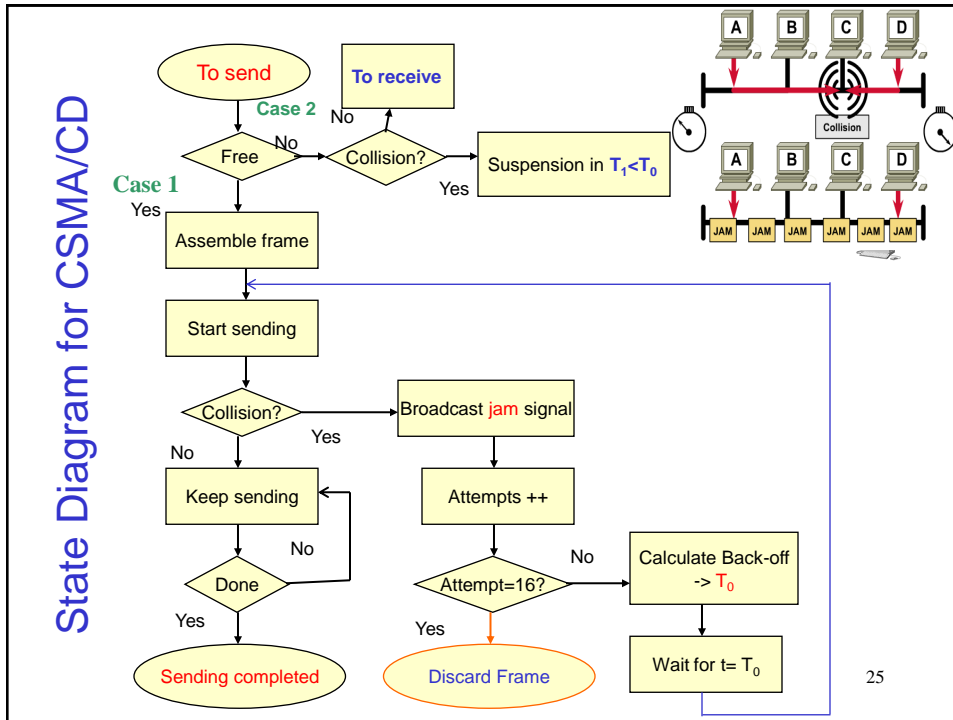 State Diagram for CSMA/CD
To send
Case 2
To receive
No
Free
No
Collision?
Yes
Suspension in T₁<T₀
Case 1
Yes
Assemble frame
Start sending
Collision?
Yes
Broadcast jam signal
No
Keep sending
Attempts ++
No
Done
Yes
Attempt=16?
No
Calculate Back-off
-> T₀
Yes
Wait for t= T₀
Sending completed
Discard Frame
A
B
C
D
Collision
A
B
C
D
JAM
JAM
JAM
JAM
JAM
JAM
25